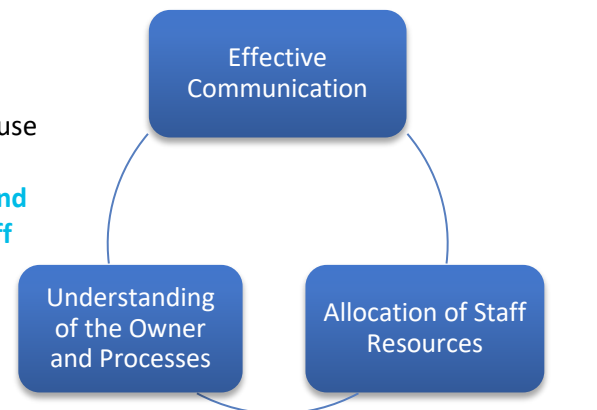 Effective
Communication
use
nd
ff
Understanding
of the Owner
and Processes
Allocation of Staff
Resources